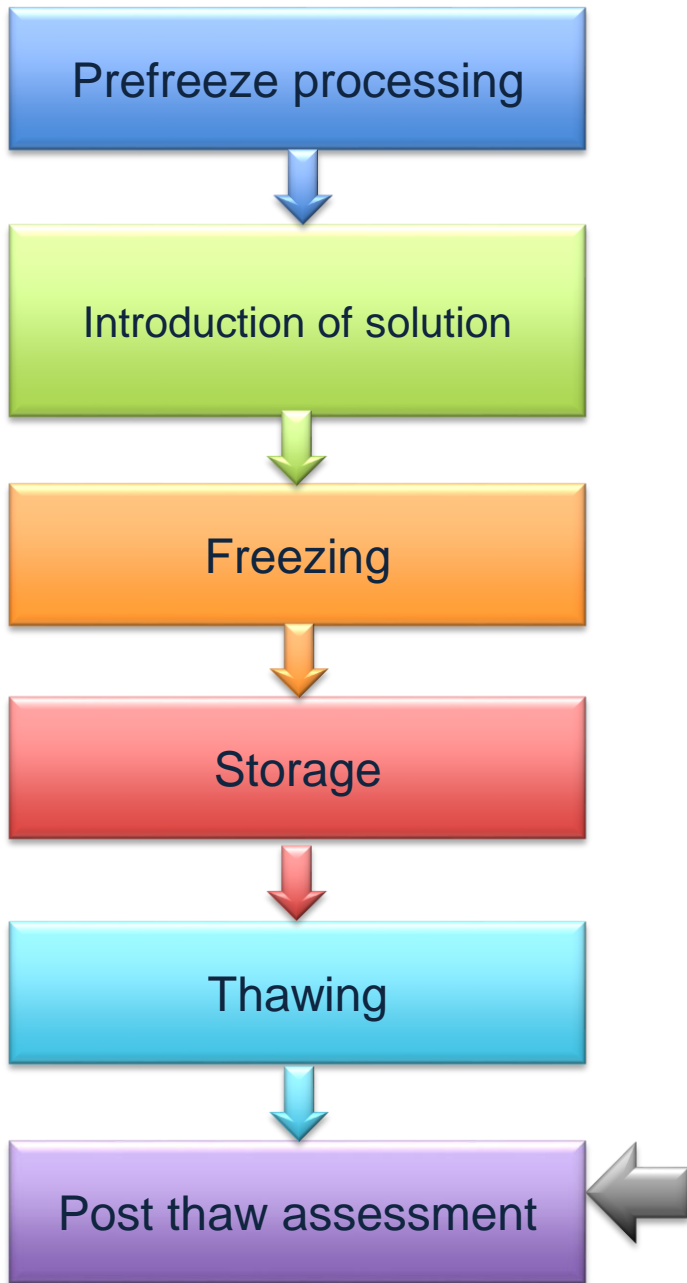 Prefreeze processing
Introduction of solution
Freezing
Storage
Thawing
Post thaw assessment